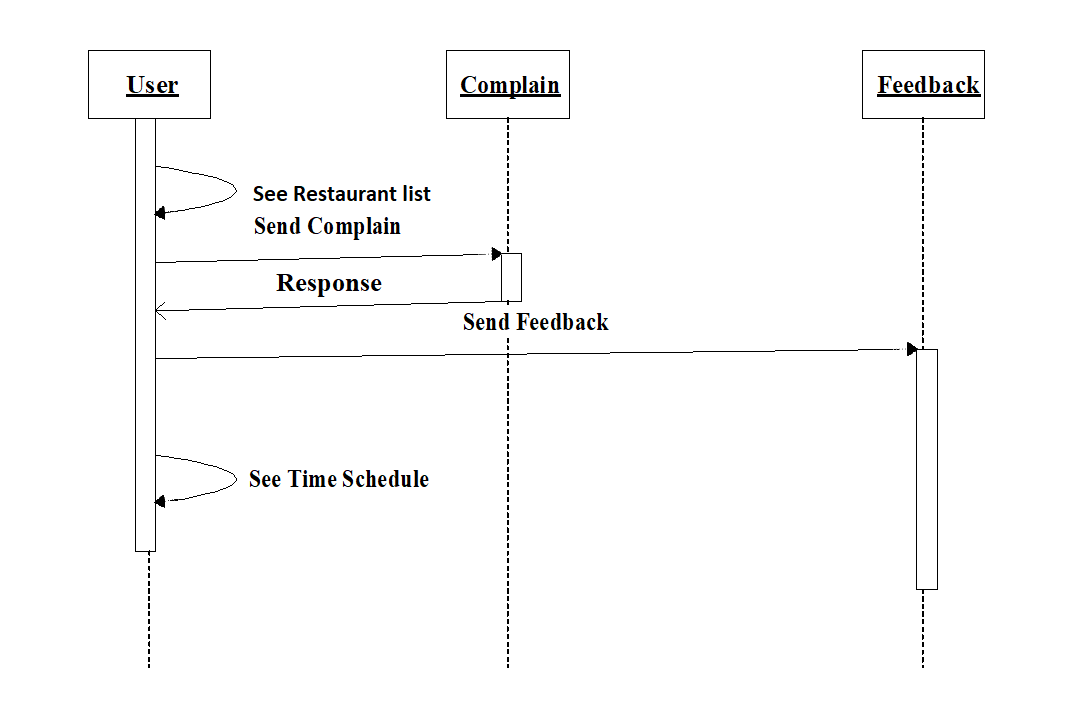 User
Complain
Feedback
See Restaurant list
Send Complain
Response
Send Feedback
See Time Schedule